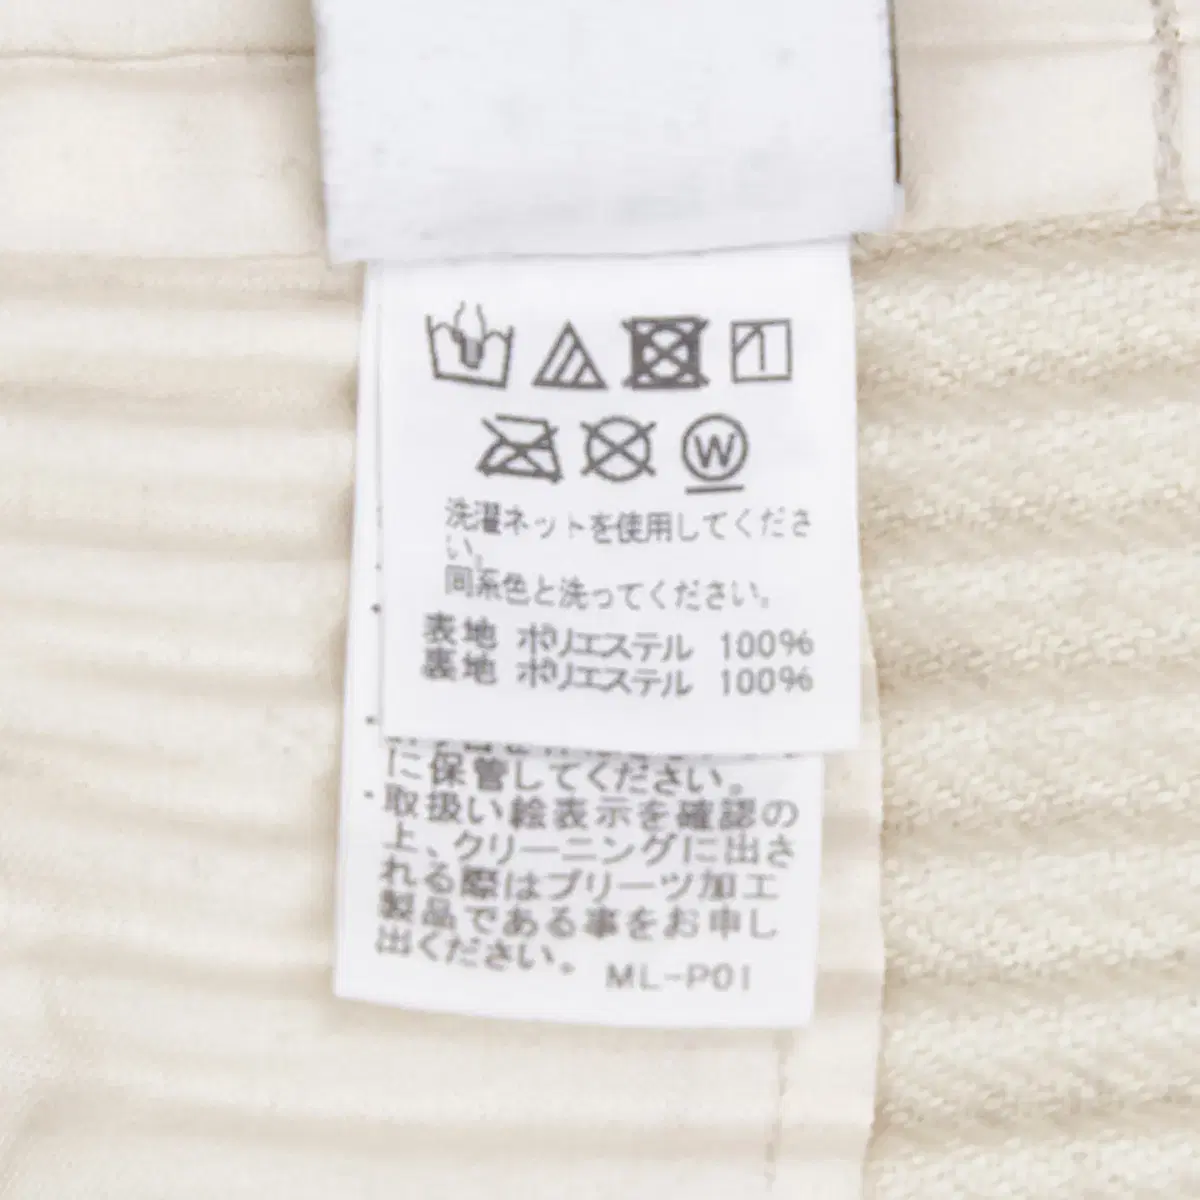 W
洗濯ネットを使用してくださ
い。
同系色と洗ってください。
表地 ポリエステル 100%
裏地 ポリエステル 100%
に保管してください。
・取扱い絵表示を確認の
上、クリーニングに出さ
れる際はプリーツ加工
製品である事をお申し
出ください。 ML-P01